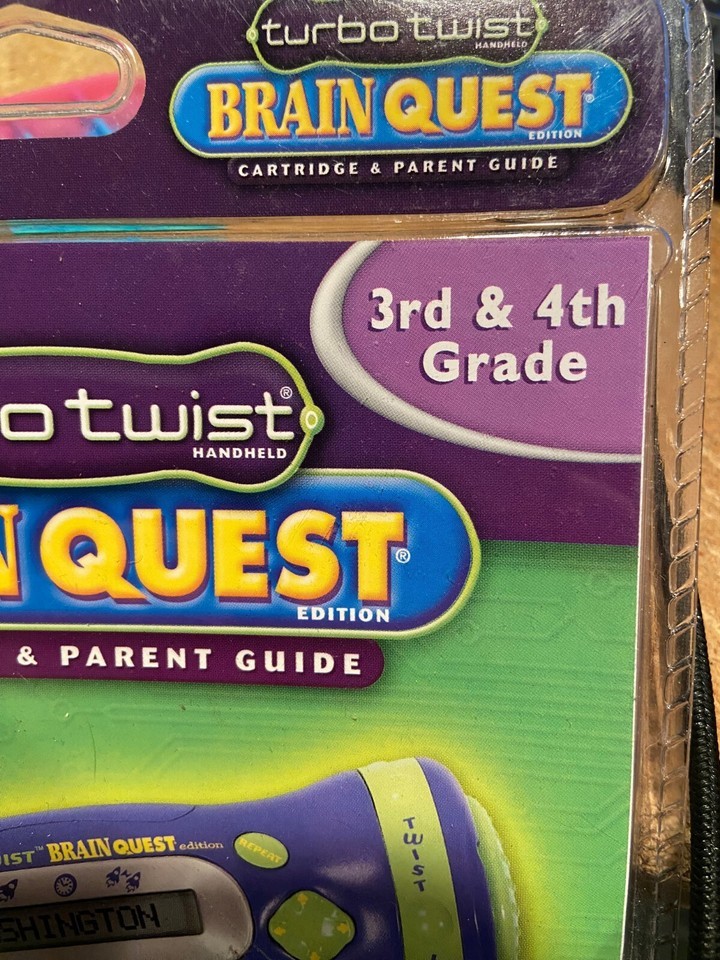 turbo twist
HANDHELD
BRAIN QUEST®
EDITION
CARTRIDGE & PARENT GUIDE
3rd & 4th
Grade
o twist®
HANDHELD
N QUEST®
EDITION
& PARENT GUIDE
IST™ BRAIN QUEST edition
REPEAT
TWIST
SHINGTON